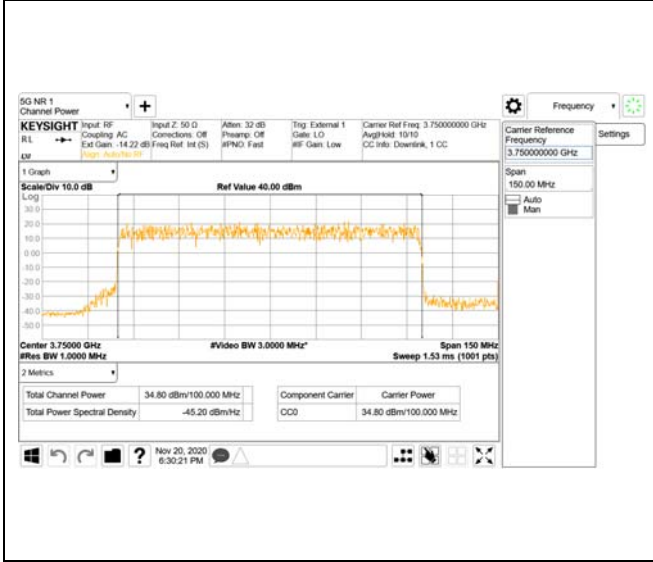 5G NR 1
Channel Power
Frequency
KEYSIGHT
Input: RF
Input Z: 50 Ω
Atten: 32 dB
Trig: External 1
Carrier Ref Freq: 3.750000000 GHz
RL
Coupling: AC
Corrections: Off
Preamp: Off
Gate: LO
Avg|Hold: 10/10
Ext Gain: -14.22 dB
Freq Ref: Int (S)
#PNO: Fast
#IF Gain: Low
CC Info: Downlink, 1 CC
Align: Auto/No RF
Carrier Reference
Frequency
3.750000000 GHz
Settings
Span
150.00 MHz
Auto
Man
1 Graph
Scale/Div 10.0 dB
Ref Value 40.00 dBm
Log
30.0
20.0
10.0
0.00
-10.0
-20.0
-30.0
-40.0
-50.0
Center 3.75000 GHz
#Video BW 3.0000 MHz*
Span 150 MHz
#Res BW 1.0000 MHz
Sweep 1.53 ms (1001 pts)
2 Metrics
Total Channel Power
34.80 dBm/100.000 MHz
Component Carrier
Carrier Power
Total Power Spectral Density
-45.20 dBm/Hz
CC0
34.80 dBm/100.000 MHz
?
Nov 20, 2020
6:30:21 PM